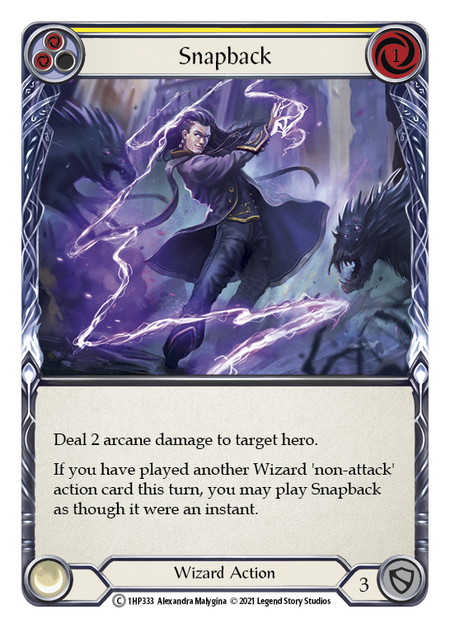 Snapback
1
Deal 2 arcane damage to target hero.
If you have played another Wizard 'non-attack'
action card this turn, you may play Snapback
as though it were an instant.
Wizard Action
3
C 1HP333 Alexandra Malygina © 2021 Legend Story Studios